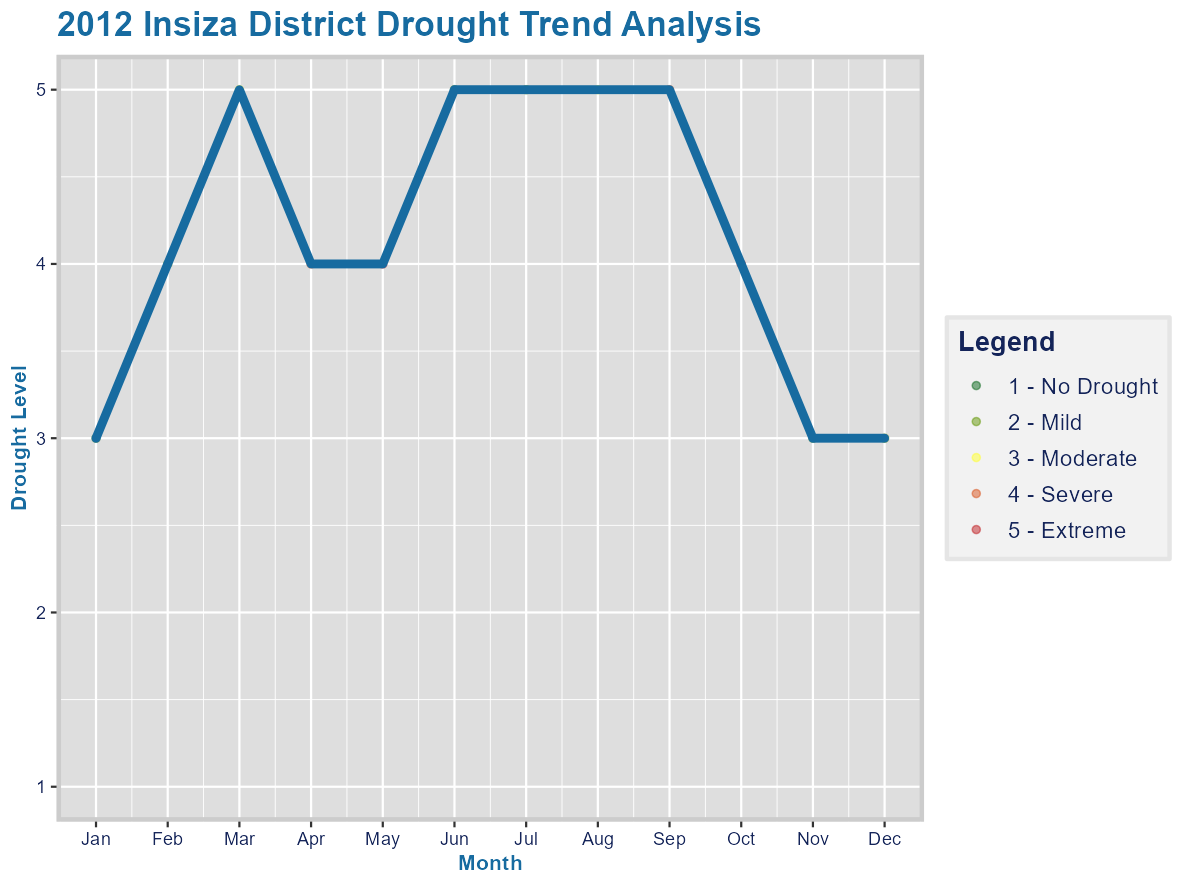 2012 Insiza District Drought Trend Analysis
Drought Level
5
4
3
2
1
Jan Feb Mar Apr May Jun Jul Aug Sep Oct Nov Dec
Month
Legend
1 - No Drought
2 - Mild
3 - Moderate
4 - Severe
5 - Extreme